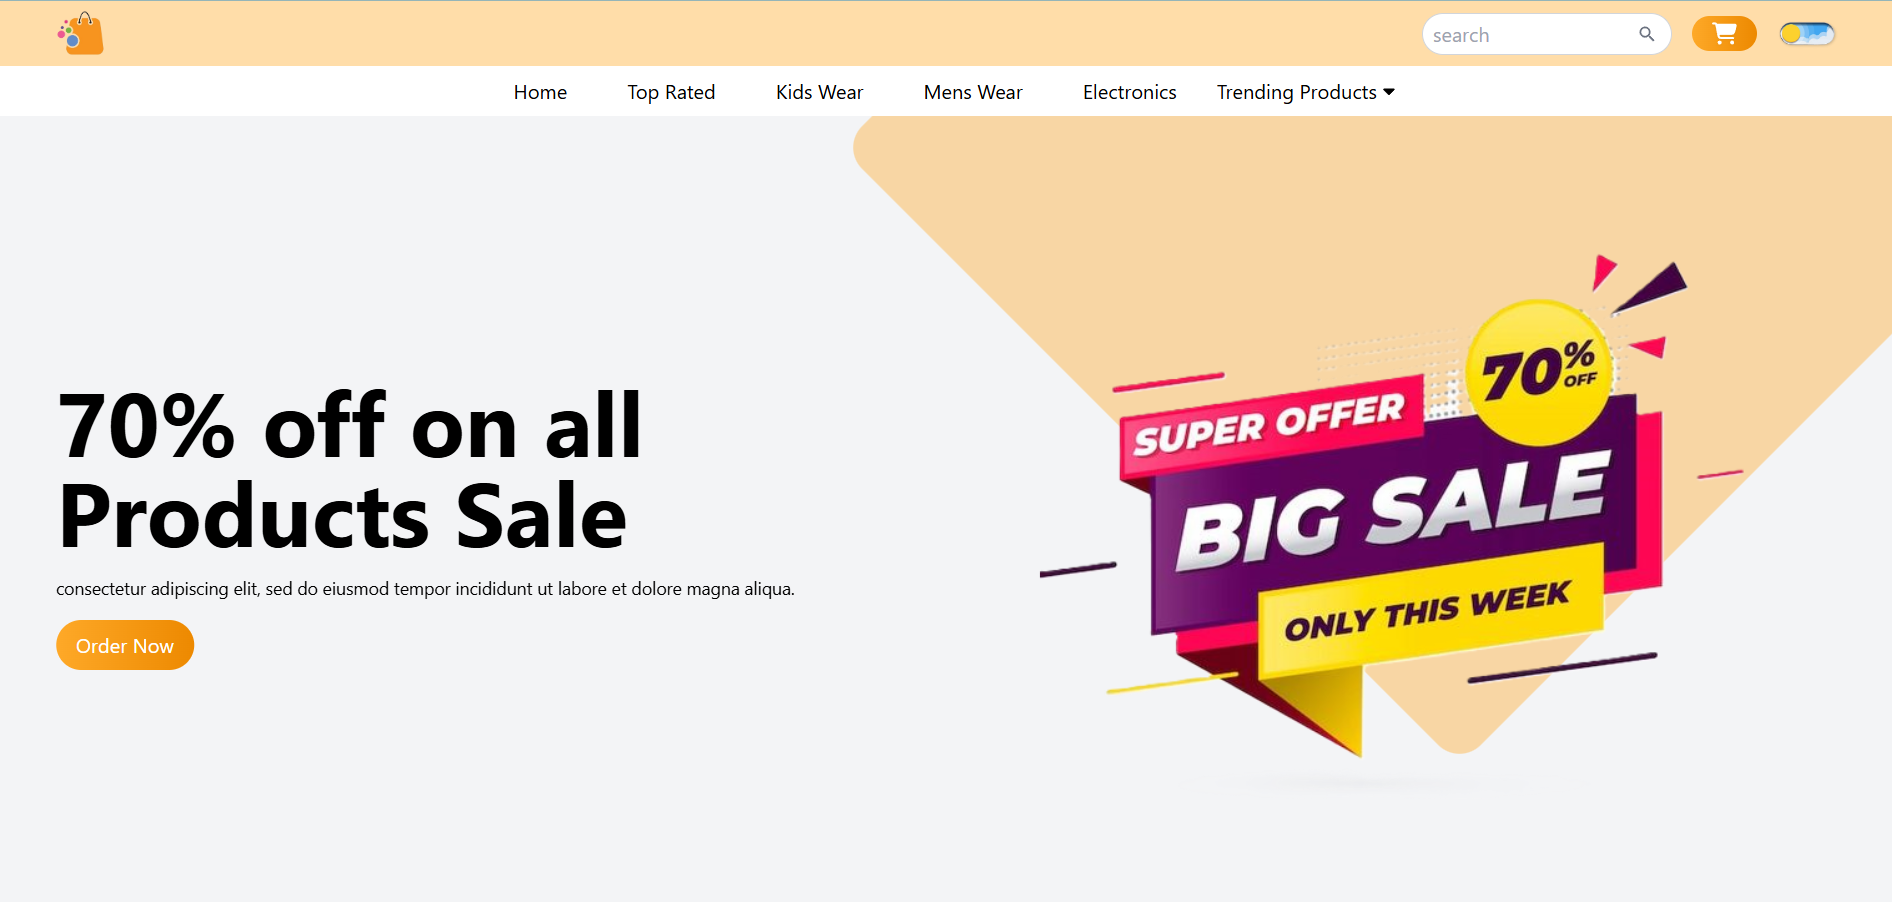 search
Home Top Rated Kids Wear Mens Wear Electronics Trending Products
70% off on all
Products Sale
consectetur adipiscing elit, sed do eiusmod tempor incididunt ut labore et dolore magna aliqua.
Order Now
70%
OFF
SUPER OFFER
BIG SALE
ONLY THIS WEEK